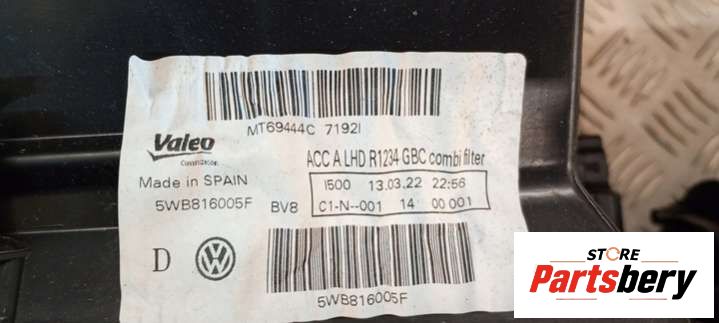 MT69444C 7192I
Valeo
ACC A LHD R1234 GBC combi filter
Made in SPAIN
I500 13.03.22 22:56
5WB816005F BV8
C1-N--001 14 00 001
D
5WB816005F
STORE
Partsbery